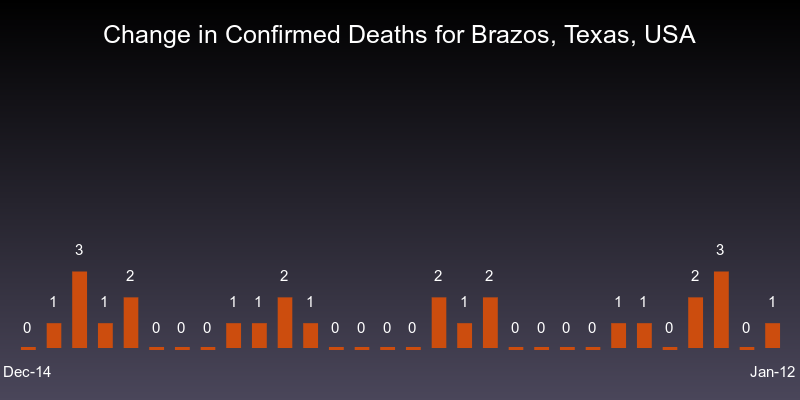 Change in Confirmed Deaths for Brazos, Texas, USA
0 1 3 1 2 0 0 0 1 1 2 1 0 0 0 0 2 1 2 0 0 0 0 1 1 0 2 3 0 1
Dec-14 Jan-12